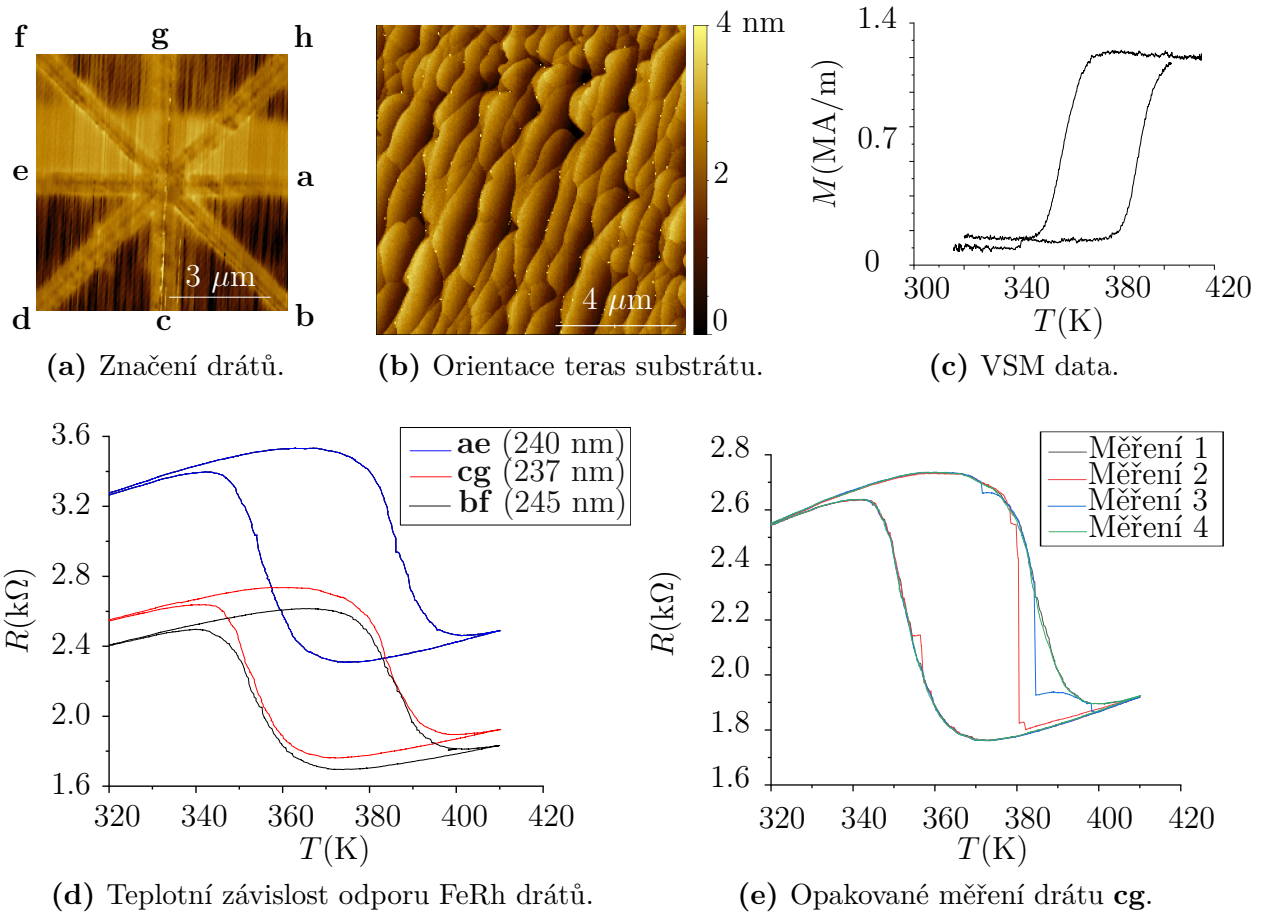 f
g
h
e
a
3 µm
d
c
b
(a) Značení drátů.
4 nm
2
0
4 µm
(b) Orientace teras substrátu.
1.4
0.7
0
M(MA/m)
300
340
380
420
T(K)
(c) VSM data.
3.6
3.2
2.8
2.4
2.0
1.6
R(kΩ)
320
340
360
380
400
420
T(K)
ae (240 nm)
cg (237 nm)
bf (245 nm)
(d) Teplotní závislost odporu FeRh drátů.
2.8
2.6
2.4
2.2
2.0
1.8
1.6
R(kΩ)
320
340
360
380
400
420
T(K)
Měření 1
Měření 2
Měření 3
Měření 4
(e) Opakované měření drátu cg.